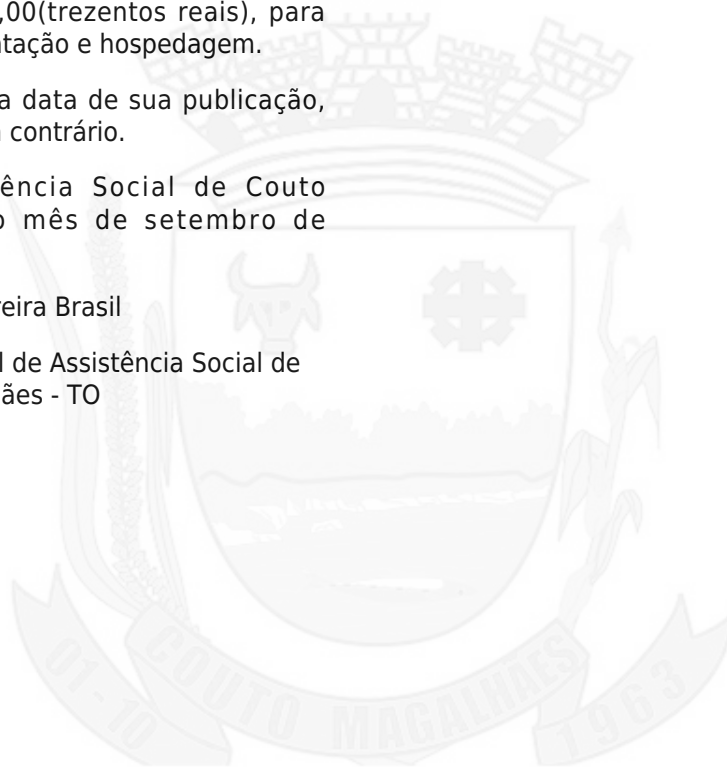 ,00(trezentos reais), para
tação e hospedagem.
a data de sua publicação,
contrário.
ência Social de Couto
o mês de setembro de
eira Brasil
l de Assistência Social de
ães - TO
01-10
COUTO MAGALHÃES
1963